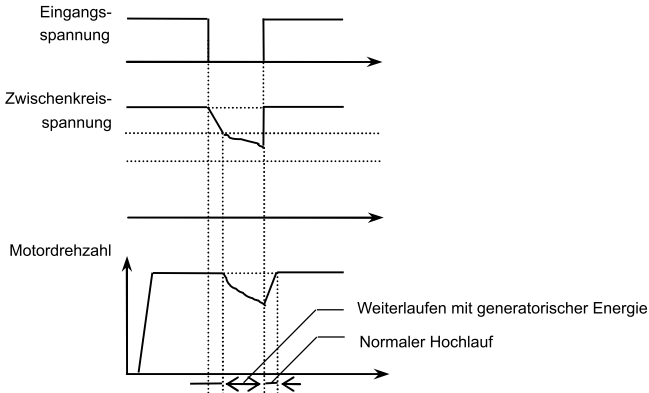 Eingangs-
spannung
Zwischenkreis-
spannung
Motordrehzahl
Weiterlaufen mit generatorischer Energie
Normaler Hochlauf